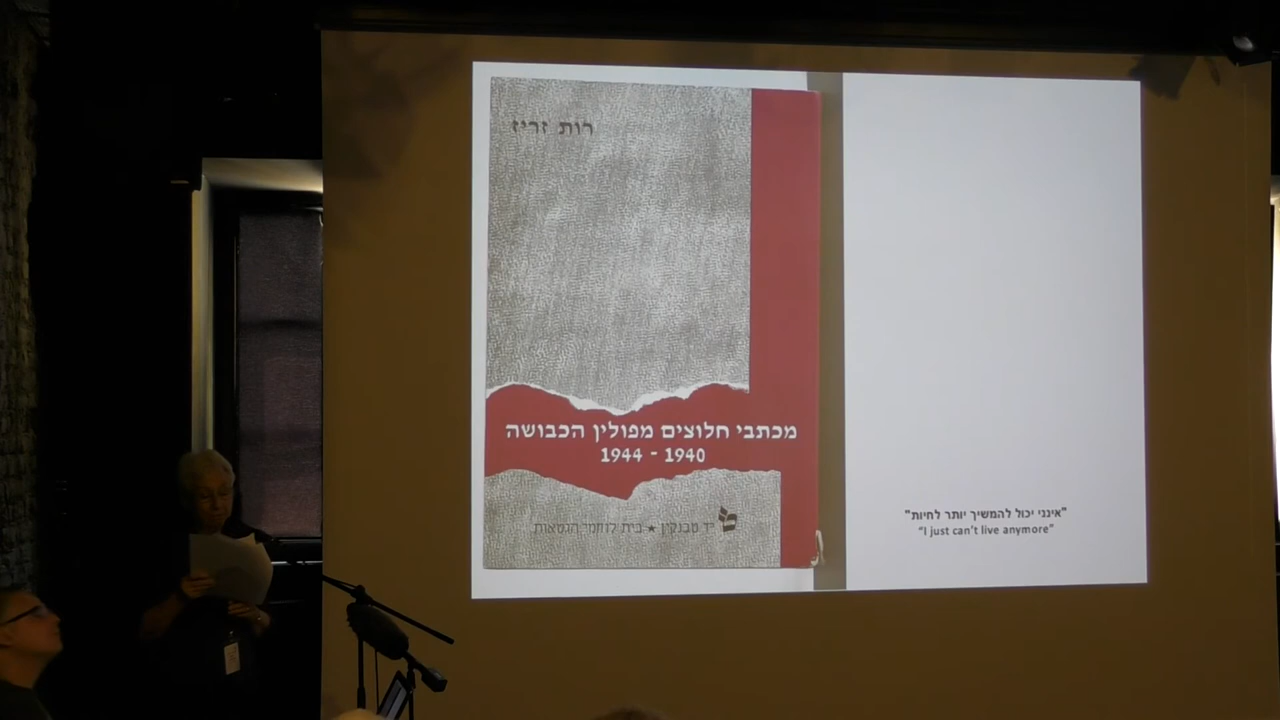 רות זריז
מכתבי חלוצים מפולין הכבושה
1944 - 1940
יד טבנקין ★ בית לוחמי הגטאות
"אינני יכול להמשיך יותר לחיות"
“I just can’t live anymore”